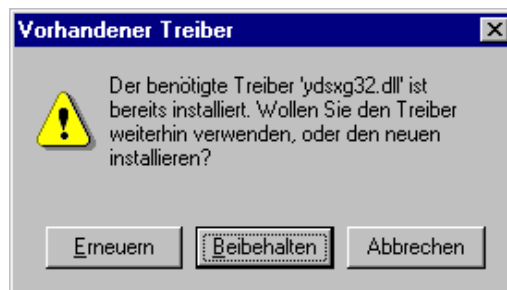 Vorhandener Treiber
Der benötigte Treiber 'ydsxg32.dll' ist
bereits installiert. Wollen Sie den Treiber
weiterhin verwenden, oder den neuen
installieren?
Erneuern Beibehalten Abbrechen